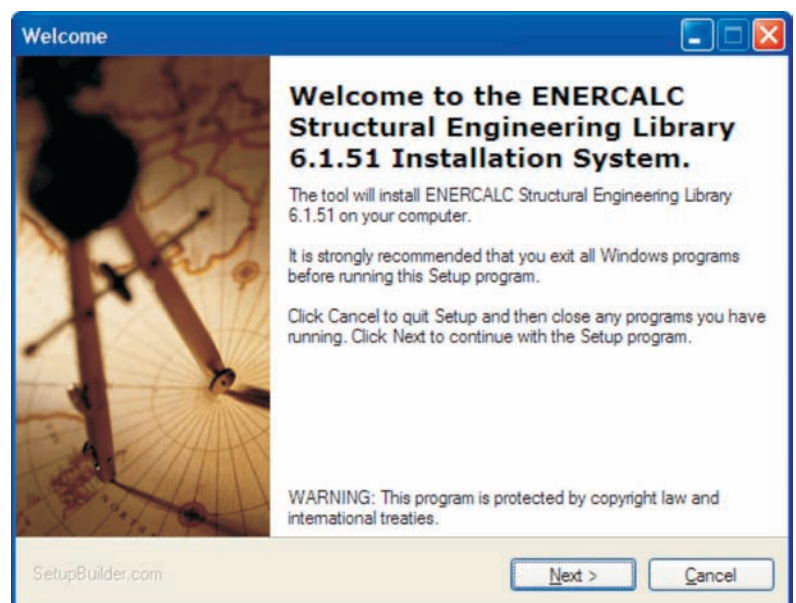 Welcome
Welcome to the ENERCALC
Structural Engineering Library
6.1.51 Installation System.
The tool will install ENERCALC Structural Engineering Library
6.1.51 on your computer.
It is strongly recommended that you exit all Windows programs
before running this Setup program.
Click Cancel to quit Setup and then close any programs you have
running. Click Next to continue with the Setup program.
WARNING: This program is protected by copyright law and
international treaties.
SetupBuilder.com
Next >
Cancel